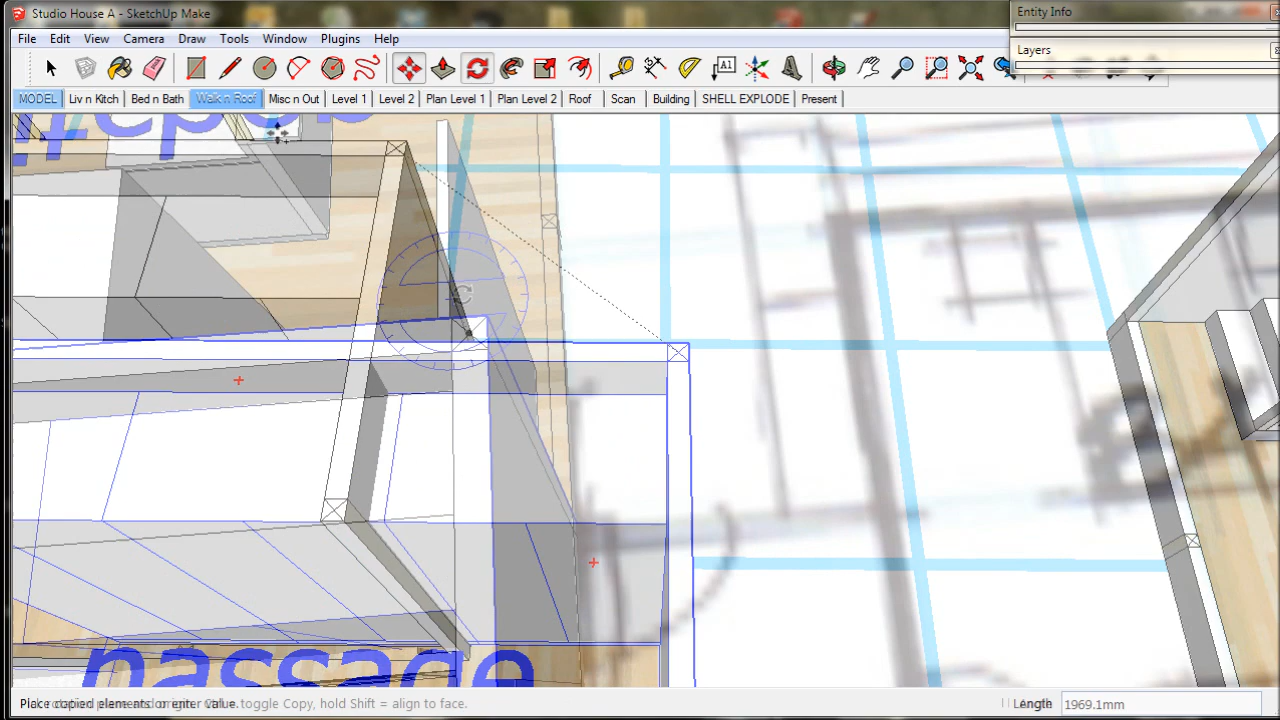 Studio House A - SketchUp Make
Entity Info
File Edit View Camera Draw Tools Window Plugins Help
Layers
A1
MODEL Liv n Kitch Bed n Bath Walk n Roof Misc n Out Level 1 Level 2 Plan Level 1 Plan Level 2 Roof Scan Building SHELL EXPLODE Present
passage
toggle Copy, hold Shift = align to face.
Length 1969.1mm